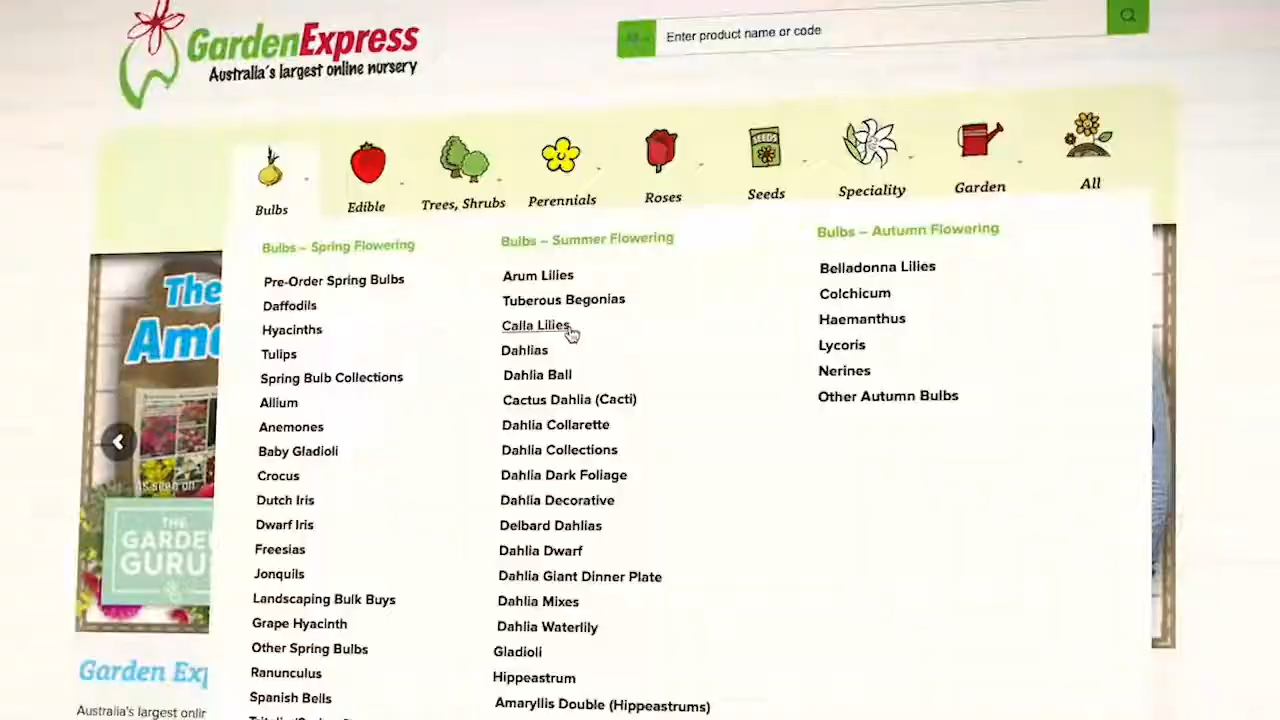 GardenExpress
Australia's largest online nursery
Enter product name or code
Bulbs
Edible
Trees, Shrubs
Perennials
Roses
Seeds
Speciality
Garden
All
Bulbs – Spring Flowering
Pre-Order Spring Bulbs
Daffodils
Hyacinths
Tulips
Spring Bulb Collections
Allium
Anemones
Baby Gladioli
Crocus
Dutch Iris
Dwarf Iris
Freesias
Jonquils
Landscaping Bulk Buys
Grape Hyacinth
Other Spring Bulbs
Ranunculus
Spanish Bells
Bulbs – Summer Flowering
Arum Lilies
Tuberous Begonias
Calla Lilies
Dahlias
Dahlia Ball
Cactus Dahlia (Cacti)
Dahlia Collarette
Dahlia Collections
Dahlia Dark Foliage
Dahlia Decorative
Delbard Dahlias
Dahlia Dwarf
Dahlia Giant Dinner Plate
Dahlia Mixes
Dahlia Waterlily
Gladioli
Hippeastrum
Amaryllis Double (Hippeastrums)
Bulbs – Autumn Flowering
Belladonna Lilies
Colchicum
Haemanthus
Lycoris
Nerines
Other Autumn Bulbs
The
Ame
As seen on
THE
GARDE
GURU
Garden Exp
Australia's largest onlir